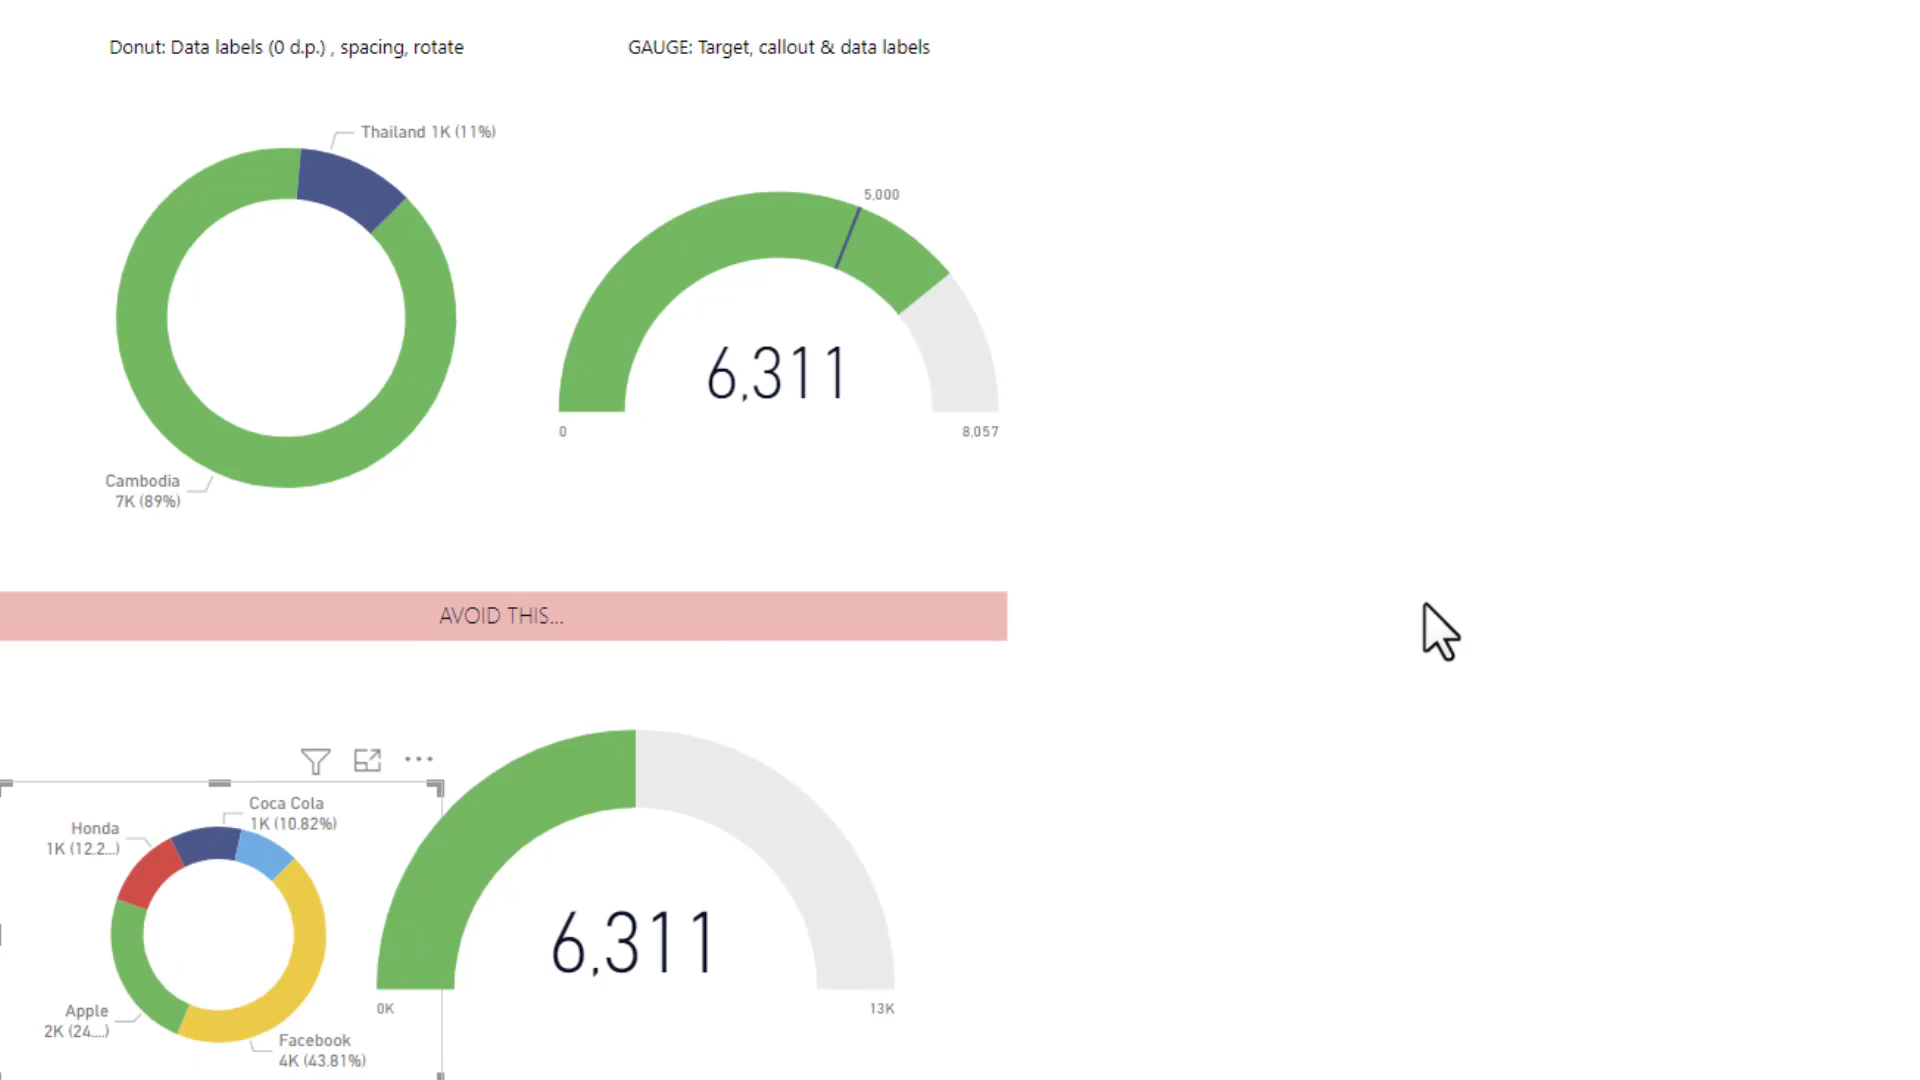 Donut: Data labels (0 d.p.) , spacing, rotate
GAUGE: Target, callout & data labels
Thailand 1K (11%)
Cambodia
7K (89%)
5,000
6,311
0
8,057
AVOID THIS...
Coca Cola
1K (10.82%)
Honda
1K (12.2...)
Apple
2K (24....)
Facebook
4K (43.81%)
6,311
0K
13K